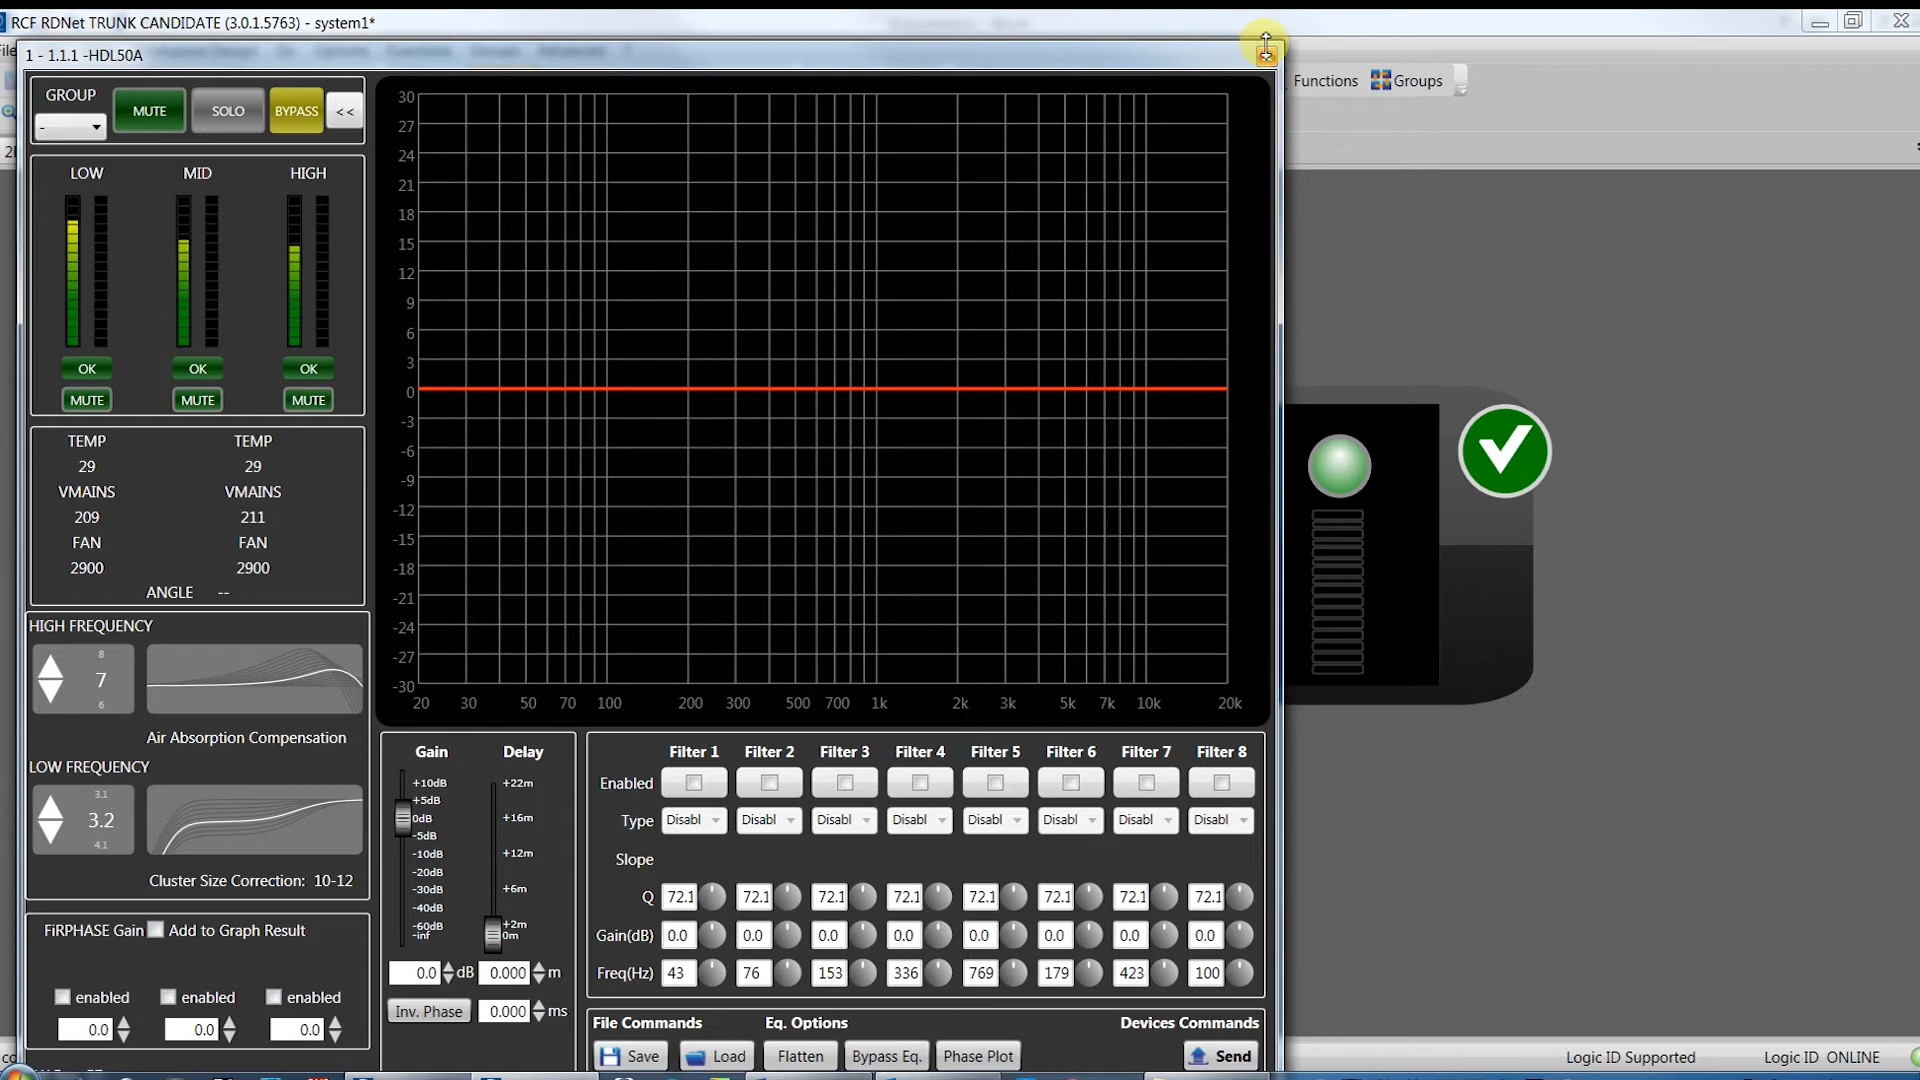 RCF RDNet TRUNK CANDIDATE (3.0.1.5763) - system1*
1 - 1.1.1 -HDL50A
Functions Groups
GROUP
-
MUTE SOLO BYPASS <<
LOW MID HIGH
OK OK OK
MUTE MUTE MUTE
TEMP TEMP
29 29
VMAINS VMAINS
209 211
FAN FAN
2900 2900
ANGLE --
HIGH FREQUENCY
8
7
6
Air Absorption Compensation
LOW FREQUENCY
3.1
3.2
4.1
Cluster Size Correction: 10-12
FiRPHASE Gain Add to Graph Result
enabled enabled enabled
0.0 0.0 0.0
30
27
24
21
18
15
12
9
6
3
0
-3
-6
-9
-12
-15
-18
-21
-24
-27
-30
20 30 50 70 100 200 300 500 700 1k 2k 3k 5k 7k 10k 20k
Gain Delay
+10dB +22m
+5dB
0dB +16m
-5dB
-10dB +12m
-20dB
-30dB +6m
-40dB
-60dB +2m
-inf 0m
0.0 dB 0.000 m
Inv. Phase 0.000 ms
Filter 1 Filter 2 Filter 3 Filter 4 Filter 5 Filter 6 Filter 7 Filter 8
Enabled
Type Disabl Disabl Disabl Disabl Disabl Disabl Disabl Disabl
Slope
Q 72.1 72.1 72.1 72.1 72.1 72.1 72.1 72.1
Gain(dB) 0.0 0.0 0.0 0.0 0.0 0.0 0.0 0.0
Freq(Hz) 43 76 153 336 769 179 423 100
File Commands Eq. Options Devices Commands
Save Load Flatten Bypass Eq. Phase Plot Send
Logic ID Supported Logic ID ONLINE